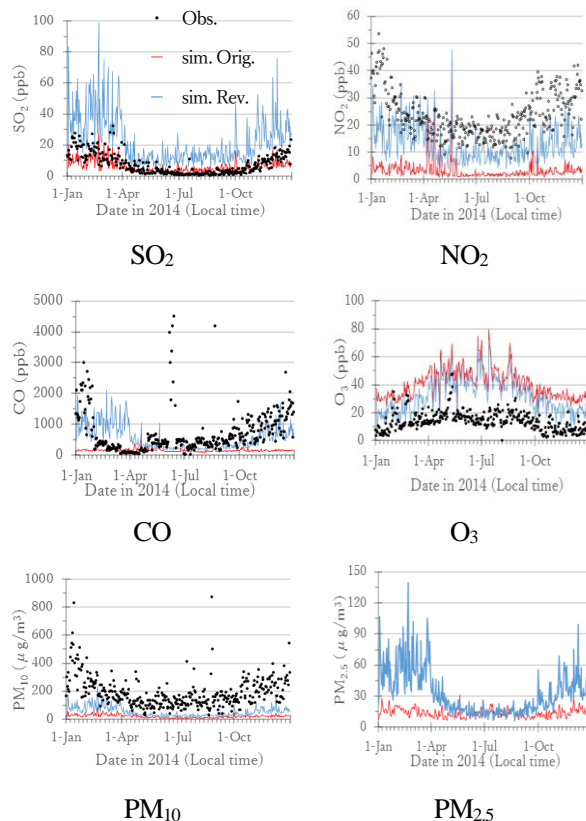 100
80
60
40
20
0
SO2 (ppb)
Obs.
sim. Orig.
sim. Rev.
1-Jan 1-Apr 1-Jul 1-Oct
Date in 2014 (Local time)
SO2
60
50
40
30
20
10
0
NO2 (ppb)
1-Jan 1-Apr 1-Jul 1-Oct
Date in 2014 (Local time)
NO2
5000
4000
3000
2000
1000
0
CO (ppb)
1-Jan 1-Apr 1-Jul 1-Oct
Date in 2014 (Local time)
CO
100
80
60
40
20
0
O3 (ppb)
1-Jan 1-Apr 1-Jul 1-Oct
Date in 2014 (Local time)
O3
1000
800
600
400
200
0
PM10 (μg/m³)
1-Jan 1-Apr 1-Jul 1-Oct
Date in 2014 (Local time)
PM10
150
120
90
60
30
0
PM2.5 (μg/m³)
1-Jan 1-Apr 1-Jul 1-Oct
Date in 2014 (Local time)
PM2.5